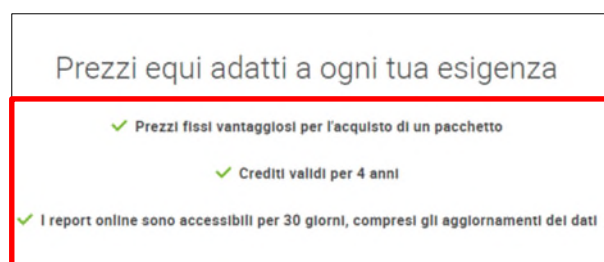 Prezzi equi adatti a ogni tua esigenza
Prezzi fissi vantaggiosi per l'acquisto di un pacchetto
Crediti validi per 4 anni
I report online sono accessibili per 30 giorni, compresi gli aggiornamenti dei dati